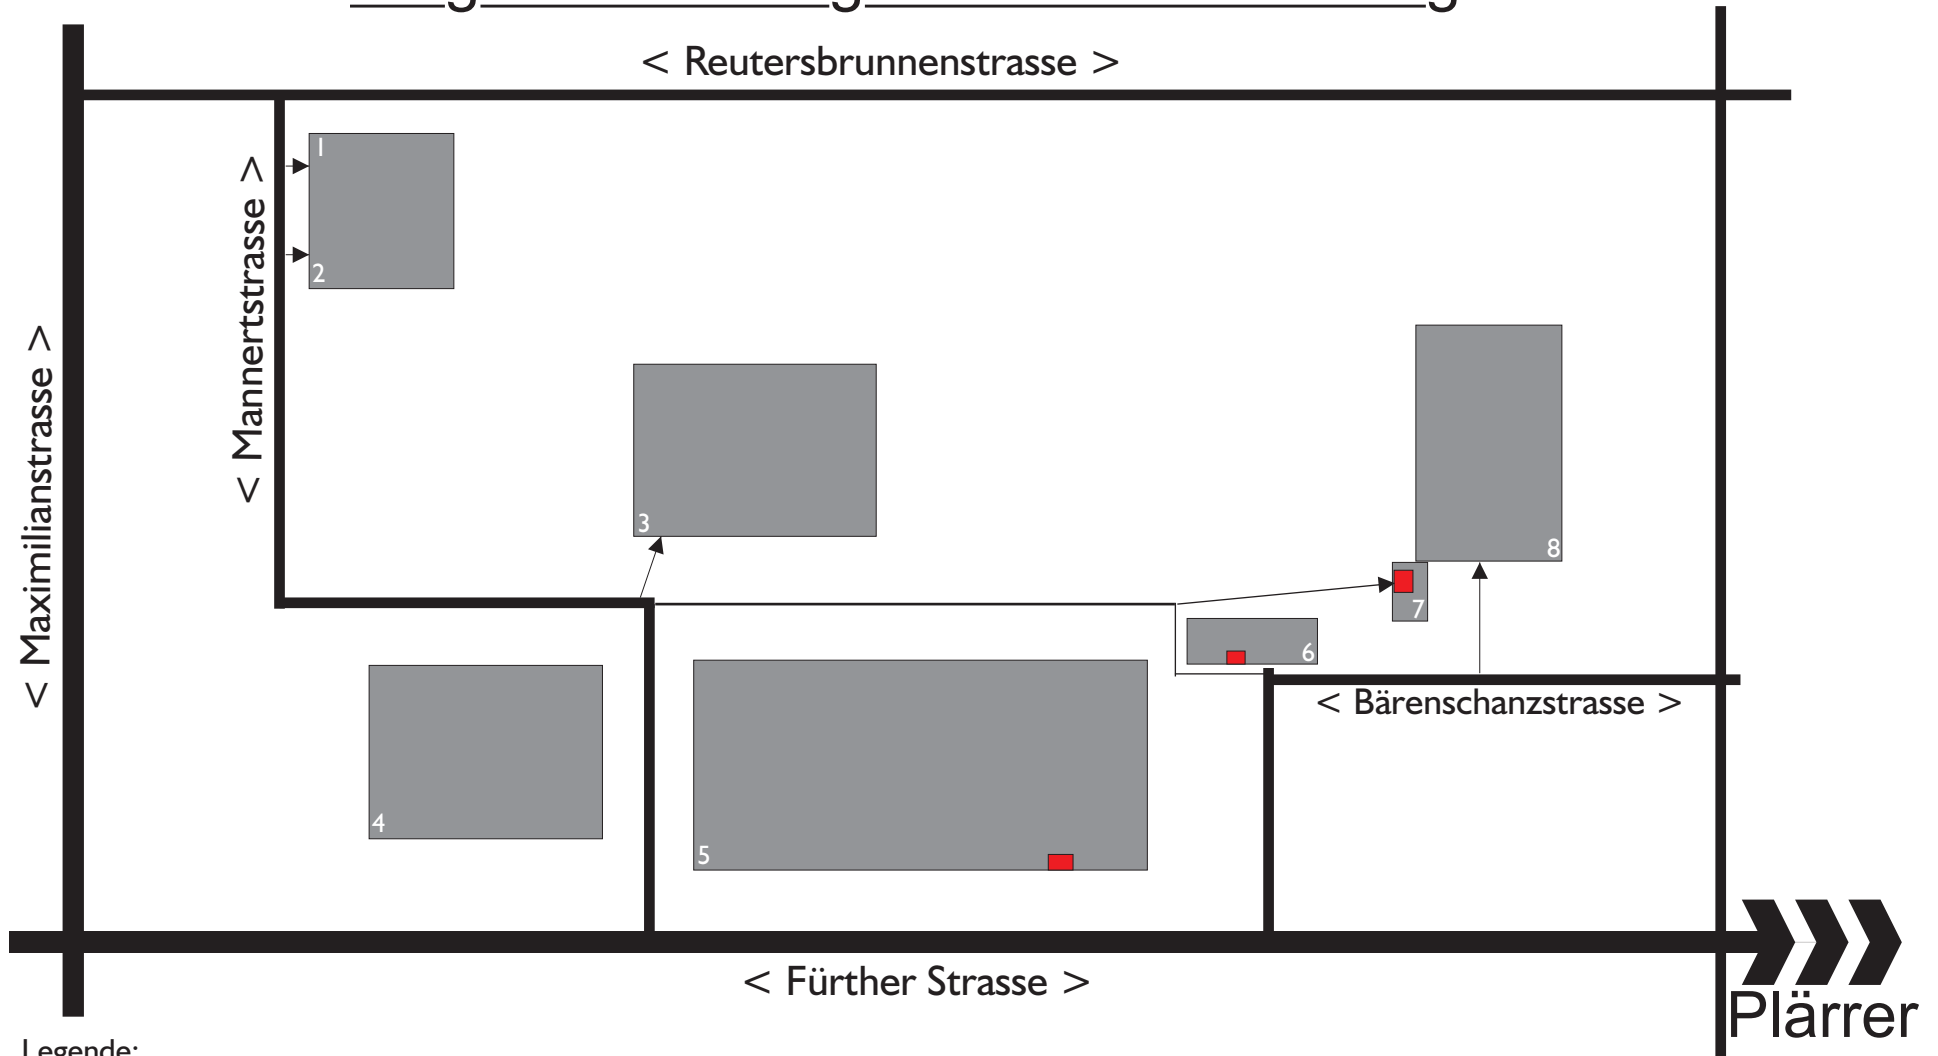 < Reutersbrunnenstrasse >
1
< Mannertstrasse >
2
< Maximilianstrasse >
3
8
7
6
< Bärenschanzstrasse >
4
5
< Fürther Strasse >
Plärrer
Legende: